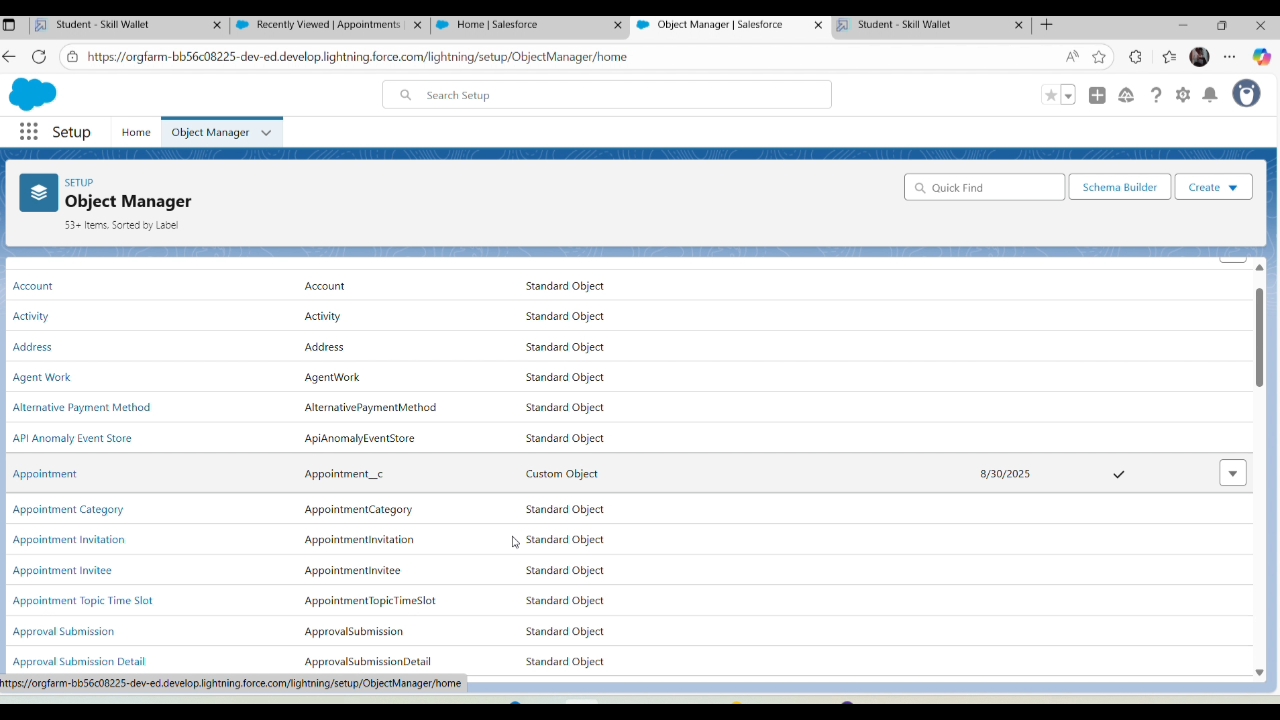 Student - Skill Wallet
Recently Viewed | Appointments
Home | Salesforce
Object Manager | Salesforce
Student - Skill Wallet
https://orgfarm-bb56c08225-dev-ed.develop.lightning.force.com/lightning/setup/ObjectManager/home
Search Setup
Setup
Home
Object Manager
SETUP
Object Manager
53+ Items, Sorted by Label
Quick Find
Schema Builder
Create
Account Account Standard Object
Activity Activity Standard Object
Address Address Standard Object
Agent Work AgentWork Standard Object
Alternative Payment Method AlternativePaymentMethod Standard Object
API Anomaly Event Store ApiAnomalyEventStore Standard Object
Appointment Appointment__c Custom Object 8/30/2025
Appointment Category AppointmentCategory Standard Object
Appointment Invitation AppointmentInvitation Standard Object
Appointment Invitee AppointmentInvitee Standard Object
Appointment Topic Time Slot AppointmentTopicTimeSlot Standard Object
Approval Submission ApprovalSubmission Standard Object
Approval Submission Detail ApprovalSubmissionDetail Standard Object
https://orgfarm-bb56c08225-dev-ed.develop.lightning.force.com/lightning/setup/ObjectManager/home